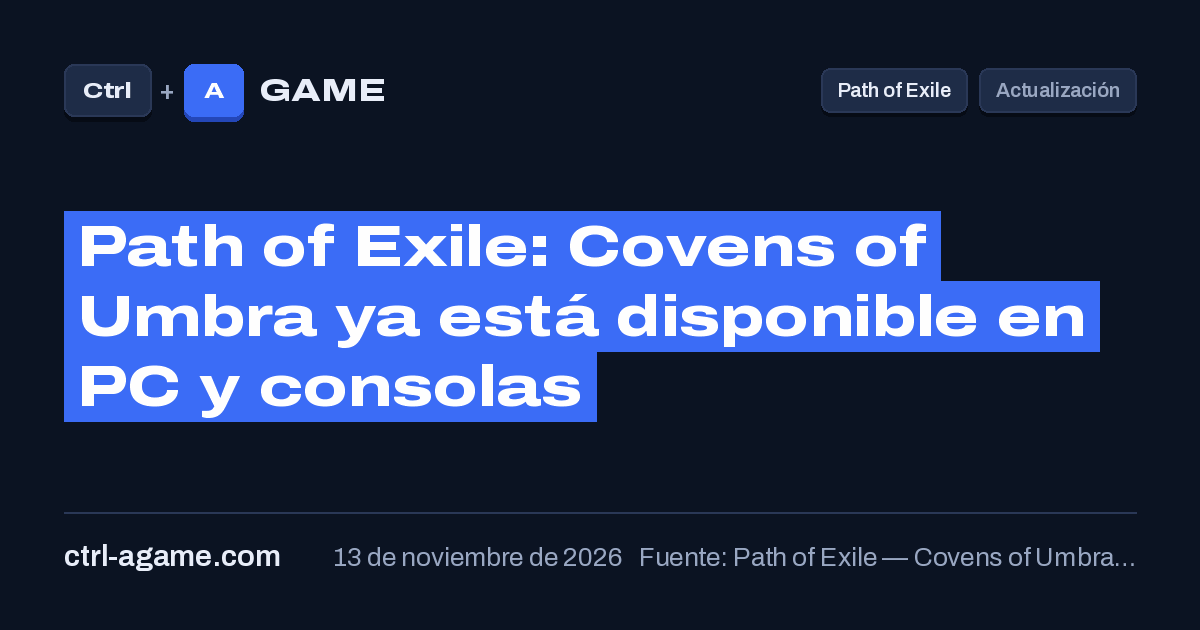 Ctrl + A GAME
Path of Exile
Actualización
Path of Exile: Covens of
Umbra ya está disponible en
PC y consolas
ctrl-agame.com
13 de noviembre de 2026
Fuente: Path of Exile — Covens of Umbra…